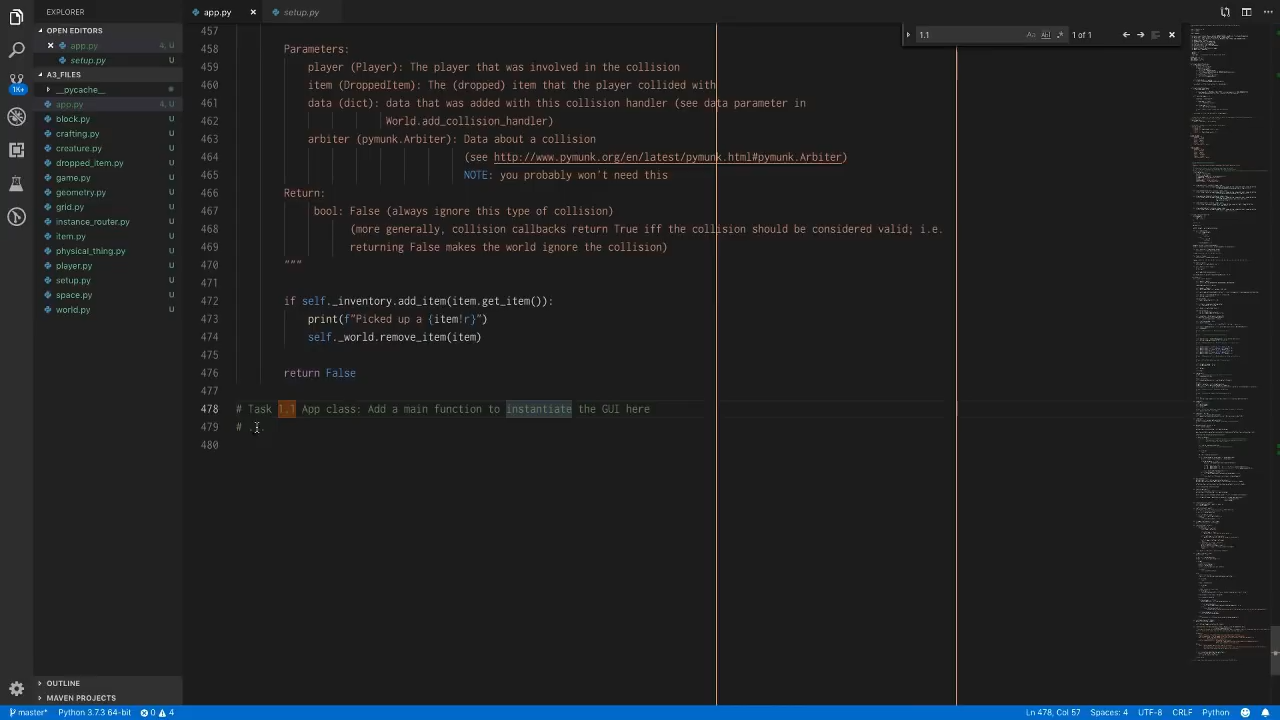 EXPLORER
OPEN EDITORS
app.py 4, U
setup.py U
A3_FILES
__pycache__
app.py 4, U
block.py U
crafting.py U
creature.py U
dropped_item.py U
game.py U
geometry.py U
grid.py U
instance_router.py U
item.py U
physical_thing.py U
player.py U
setup.py U
space.py U
world.py U
OUTLINE
MAVEN PROJECTS
1K+
app.py
setup.py
1.1 Aa Abl .* 1 of 1
457
458 Parameters:
459 player (Player): The player that was involved in the collision
460 item (DroppedItem): The (dropped) item that the player collided with
461 data (dict): data that was added with this collision handler (see data parameter in
462 World.add_collision_handler)
463 arbiter (pymunk.Arbiter): Data about a collision
464 (see http://www.pymunk.org/en/latest/pymunk.html#pymunk.Arbiter)
465 NOTE: you probably won't need this
466 Return:
467 bool: False (always ignore this type of collision)
468 (more generally, collision callbacks return True iff the collision should be considered valid; i.e.
469 returning False makes the world ignore the collision)
470 """
471
472 if self._inventory.add_item(item.get_
473 print(f"Picked up a {item!r}")
474 self._world.remove_item(item)
475
476 return False
477
478 # Task 1.1 App class: Add a main function to instantiate the GUI here
479 # ...
480
master* Python 3.7.3 64-bit 0 4
Ln 478, Col 57 Spaces: 4 UTF-8 CRLF Python